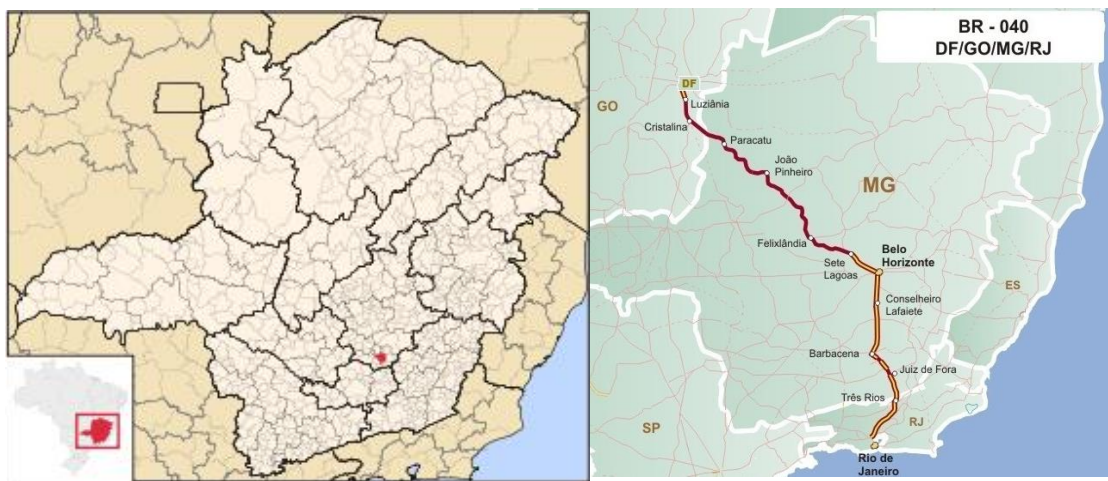 BR - 040
DF/GO/MG/RJ
DF
Luziânia
GO
Cristalina
Paracatu
João
Pinheiro
MG
Felixlândia
Sete
Lagoas
Belo
Horizonte
ES
Conselheiro
Lafaiete
Barbacena
Juiz de Fora
Três Rios
RJ
SP
Rio de
Janeiro